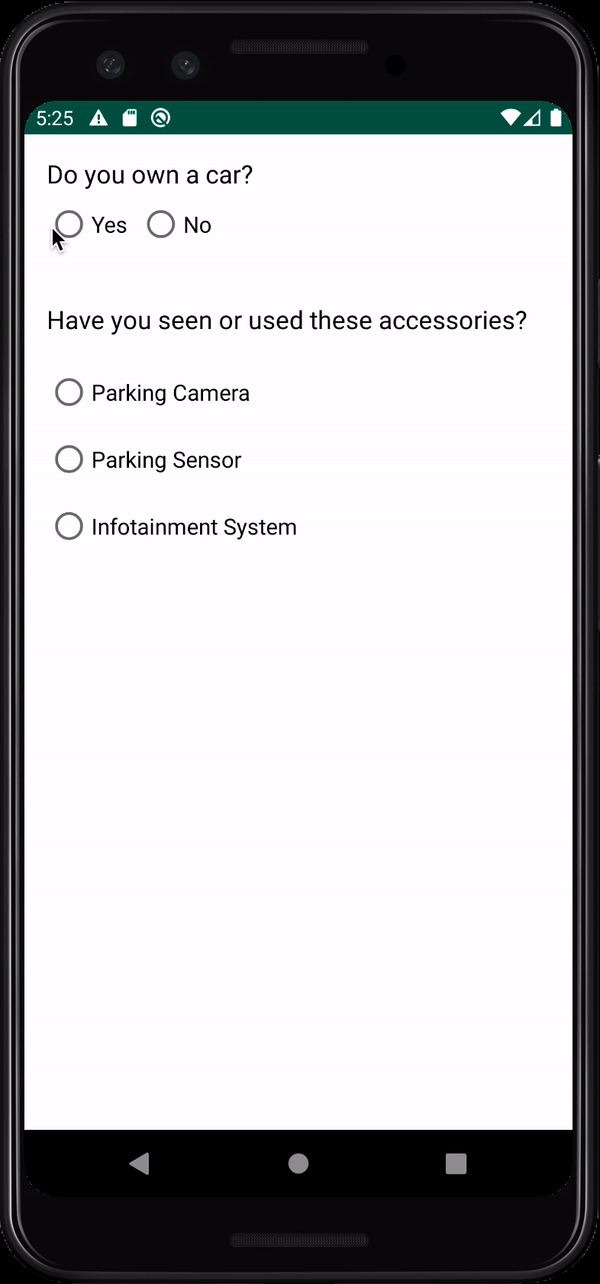 5:25
Do you own a car?
Yes No
Have you seen or used these accessories?
Parking Camera
Parking Sensor
Infotainment System